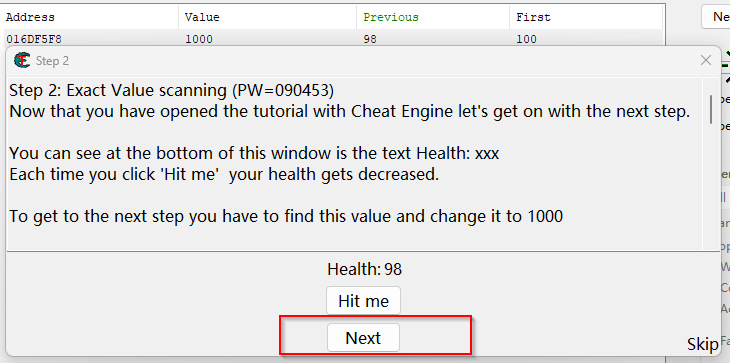 Address Value Previous First
016DF5F8 1000 98 100
Step 2
Step 2: Exact Value scanning (PW=090453)
Now that you have opened the tutorial with Cheat Engine let's get on with the next step.
You can see at the bottom of this window is the text Health: xxx
Each time you click 'Hit me'  your health gets decreased.
To get to the next step you have to find this value and change it to 1000
Health: 98
Hit me
Next
Skip